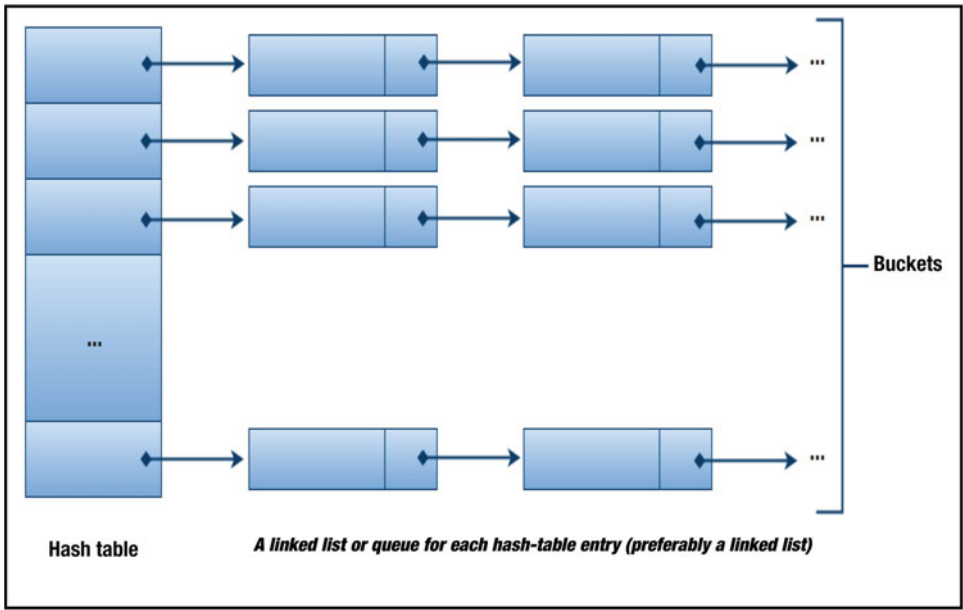 ...
...
...
Buckets
...
...
Hash table
A linked list or queue for each hash-table entry (preferably a linked list)